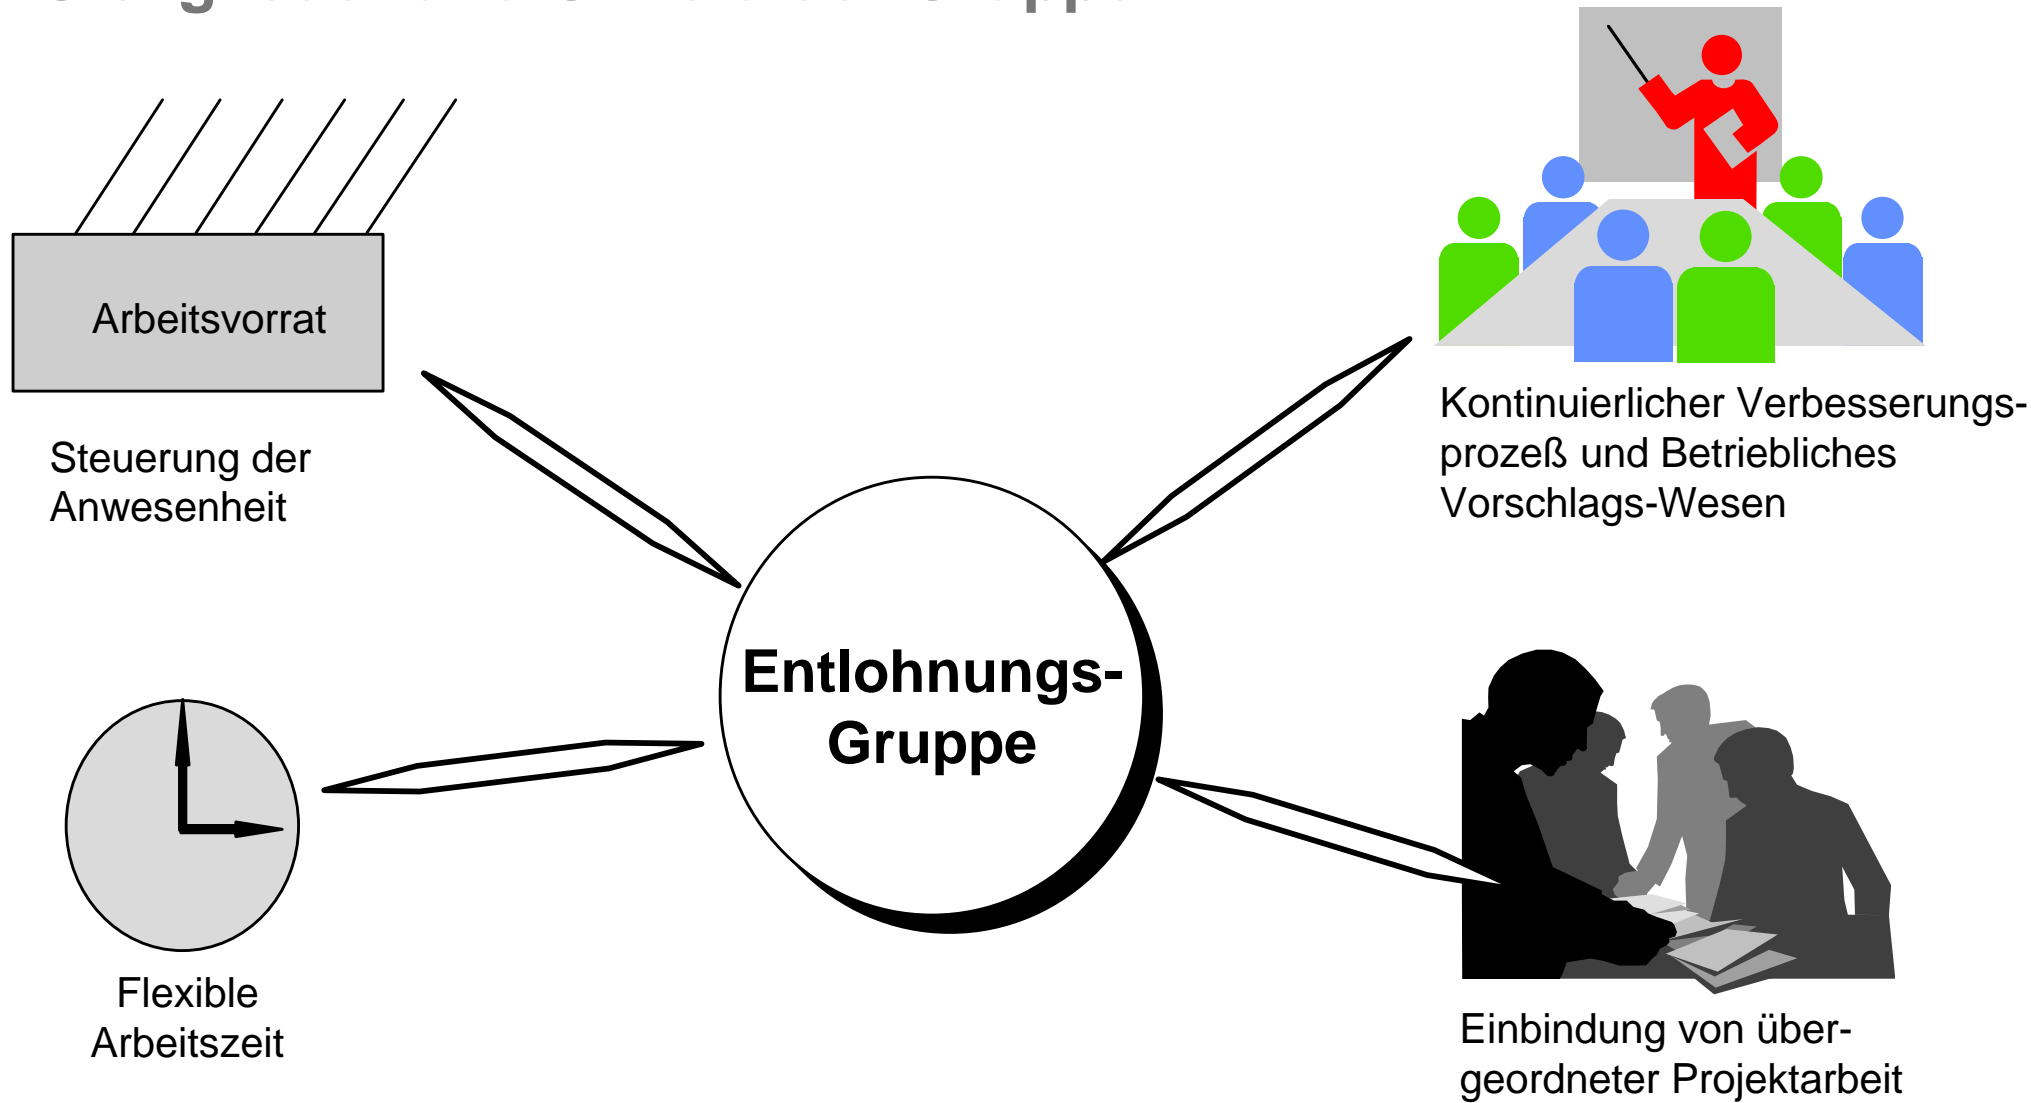 Arbeitsvorrat
Steuerung der
Anwesenheit
Kontinuierlicher Verbesserungs-
prozeß und Betriebliches
Vorschlags-Wesen
Entlohnungs-
Gruppe
Flexible
Arbeitszeit
Einbindung von über-
geordneter Projektarbeit